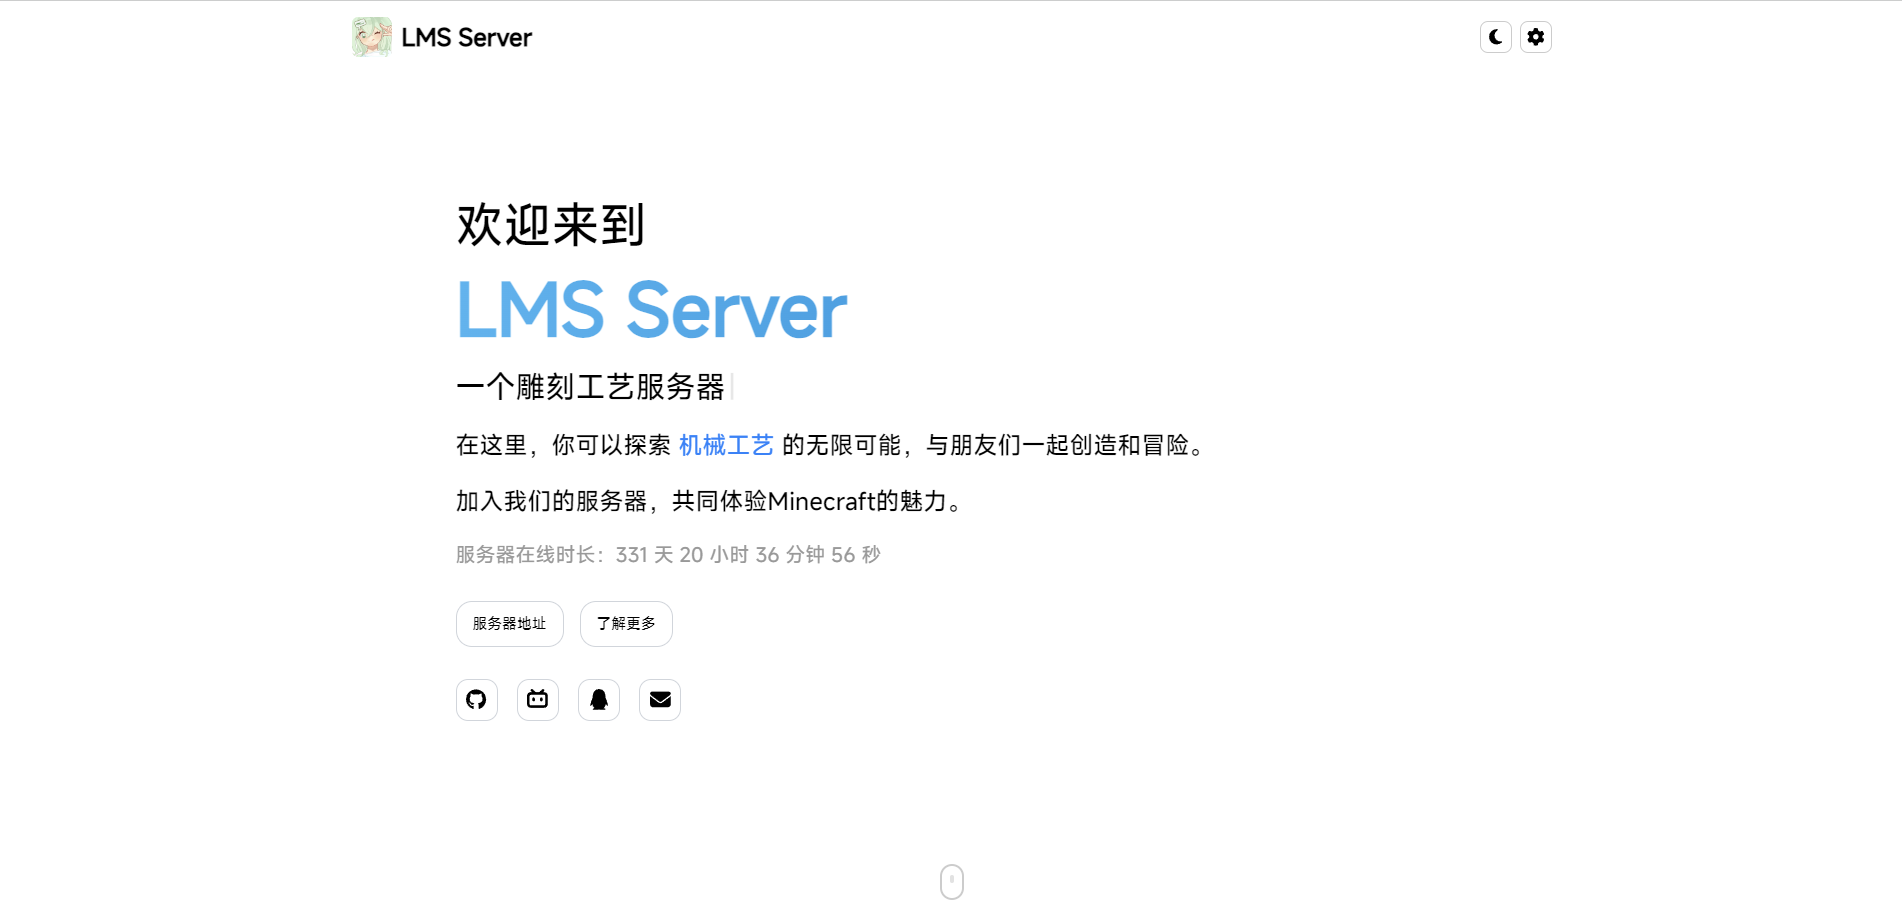 LMS Server
欢迎来到
LMS Server
一个雕刻工艺服务器
在这里，你可以探索 机械工艺 的无限可能，与朋友们一起创造和冒险。
加入我们的服务器，共同体验Minecraft的魅力。
服务器在线时长：331 天 20 小时 36 分钟 56 秒
服务器地址
了解更多